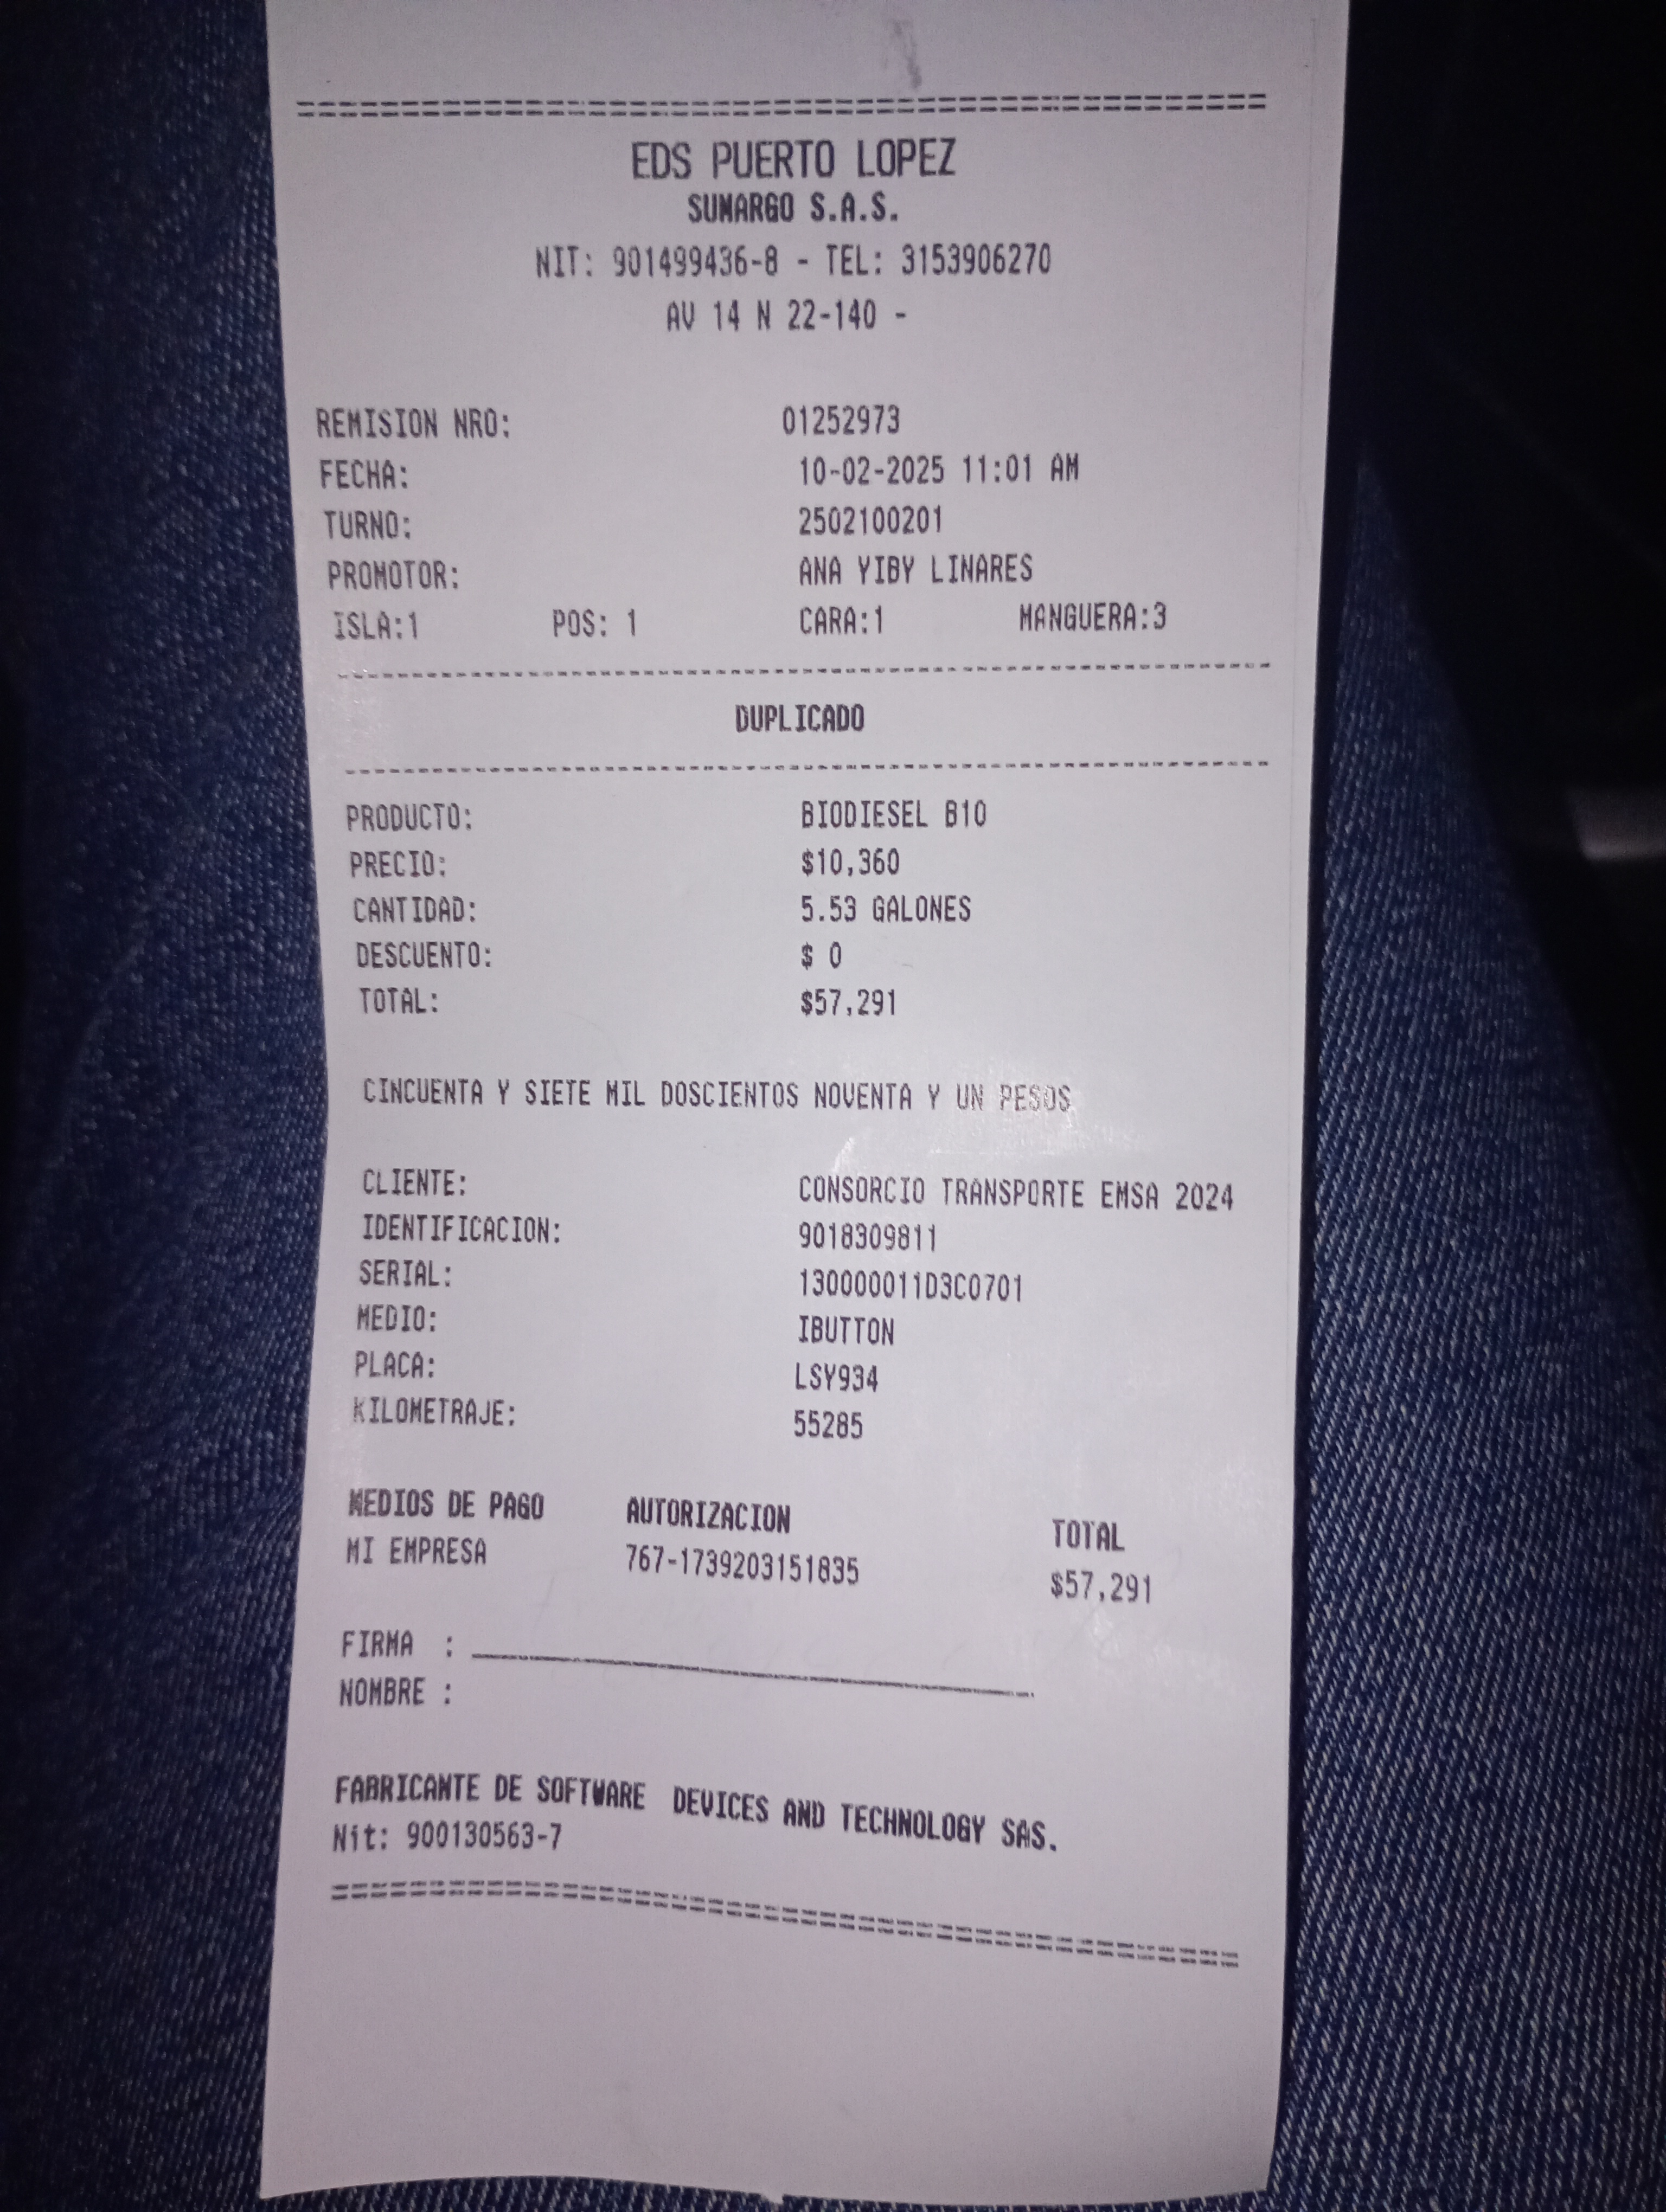 EDS PUERTO LOPEZ
SUMARGO S.A.S.
NIT: 901499436-8 - TEL: 3153906270
AV 14 N 22-140 -
REMISION NRO: 01252973
FECHA: 10-02-2025 11:01 AM
TURNO: 2502100201
PROMOTOR: ANA YIBY LINARES
ISLA:1 POS: 1 CARA:1 MANGUERA:3
DUPLICADO
PRODUCTO: BIODIESEL B10
PRECIO: $10,360
CANTIDAD: 5.53 GALONES
DESCUENTO: $ 0
TOTAL: $57,291
CINCUENTA Y SIETE MIL DOSCIENTOS NOVENTA Y UN PESOS
CLIENTE: CONSORCIO TRANSPORTE EMSA 2024
IDENTIFICACION: 9018309811
SERIAL: 130000011D3C0701
MEDIO: IBUTTON
PLACA: LSY934
KILOMETRAJE: 55285
MEDIOS DE PAGO AUTORIZACION TOTAL
MI EMPRESA 767-1739203151835 $57,291
FIRMA :
NOMBRE :
FABRICANTE DE SOFTWARE DEVICES AND TECHNOLOGY SAS.
Nit: 900130563-7